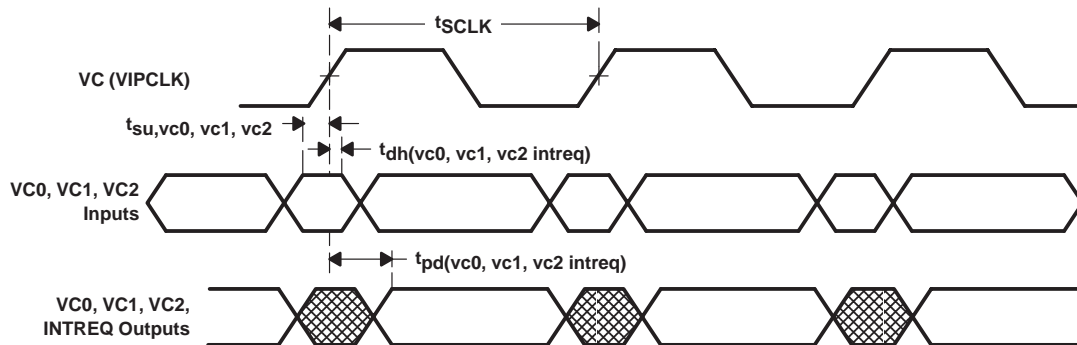 tSCLK
VC (VIPCLK)
tsu,vc0, vc1, vc2
tdh(vc0, vc1, vc2 intreq)
VC0, VC1, VC2
Inputs
tpd(vc0, vc1, vc2 intreq)
VC0, VC1, VC2,
INTREQ Outputs